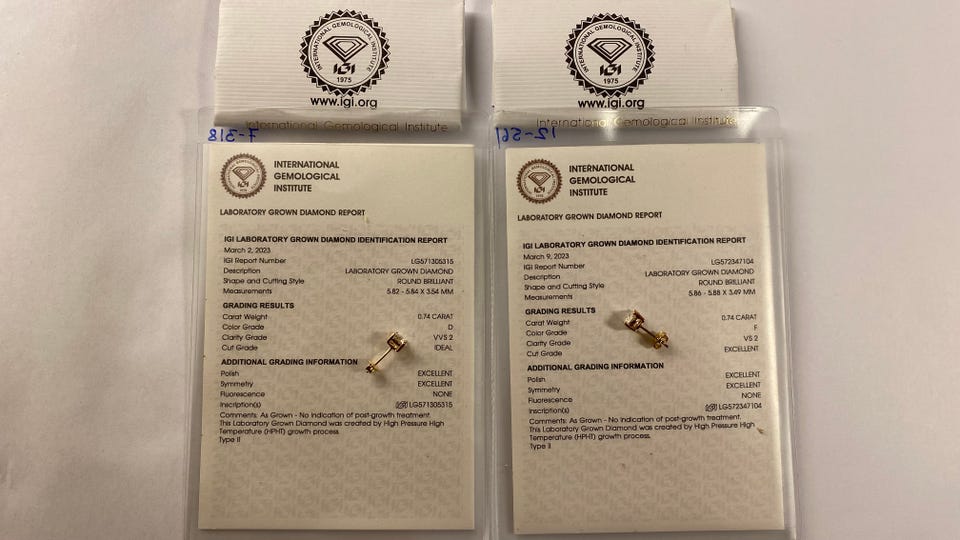 INTERNATIONAL GEMOLOGICAL INSTITUTE
IGI
1975
www.igi.org
International Gemological Institute
7-318
INTERNATIONAL
GEMOLOGICAL
INSTITUTE
LABORATORY GROWN DIAMOND REPORT
IGI LABORATORY GROWN DIAMOND IDENTIFICATION REPORT
March 2, 2023
IGI Report Number LG571305315
Description LABORATORY GROWN DIAMOND
Shape and Cutting Style ROUND BRILLIANT
Measurements 5.82 - 5.84 X 3.54 MM
GRADING RESULTS
Carat Weight 0.74 CARAT
Color Grade D
Clarity Grade VVS 2
Cut Grade IDEAL
ADDITIONAL GRADING INFORMATION
Polish EXCELLENT
Symmetry EXCELLENT
Fluorescence NONE
Inscription(s) IGI LG571305315
Comments: As Grown - No indication of post-growth treatment.
This Laboratory Grown Diamond was created by High Pressure High
Temperature (HPHT) growth process.
Type II
INTERNATIONAL GEMOLOGICAL INSTITUTE
IGI
1975
www.igi.org
International Gemological Institute
12-561
INTERNATIONAL
GEMOLOGICAL
INSTITUTE
LABORATORY GROWN DIAMOND REPORT
IGI LABORATORY GROWN DIAMOND IDENTIFICATION REPORT
March 9, 2023
IGI Report Number LG572347104
Description LABORATORY GROWN DIAMOND
Shape and Cutting Style ROUND BRILLIANT
Measurements 5.86 - 5.88 X 3.49 MM
GRADING RESULTS
Carat Weight 0.74 CARAT
Color Grade F
Clarity Grade VS 2
Cut Grade EXCELLENT
ADDITIONAL GRADING INFORMATION
Polish EXCELLENT
Symmetry EXCELLENT
Fluorescence NONE
Inscription(s) IGI LG572347104
Comments: As Grown - No indication of post-growth treatment.
This Laboratory Grown Diamond was created by High Pressure High
Temperature (HPHT) growth process.
Type II